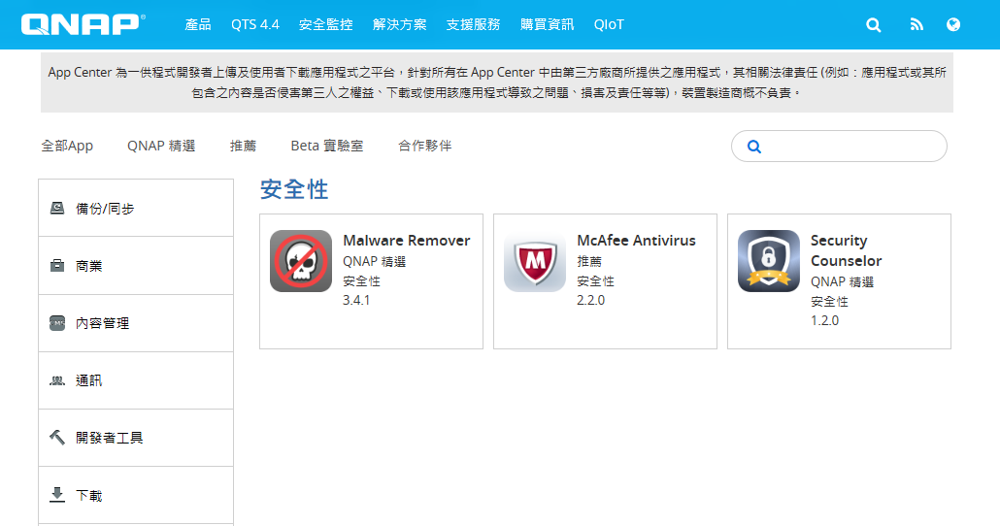 QNAP
產品 QTS 4.4 安全監控 解決方案 支援服務 購買資訊 QIoT
App Center 為一供程式開發者上傳及使用者下載應用程式之平台，針對所有在 App Center 中由第三方廠商所提供之應用程式，其相關法律責任 (例如：應用程式或其所
包含之內容是否侵害第三人之權益、下載或使用該應用程式導致之問題、損害及責任等等)，裝置製造商概不負責。
全部App QNAP 精選 推薦 Beta 實驗室 合作夥伴
備份/同步
商業
CMS 內容管理
通訊
開發者工具
下載
安全性
Malware Remover
QNAP 精選
安全性
3.4.1
McAfee Antivirus
推薦
安全性
2.2.0
Security
Counselor
QNAP 精選
安全性
1.2.0